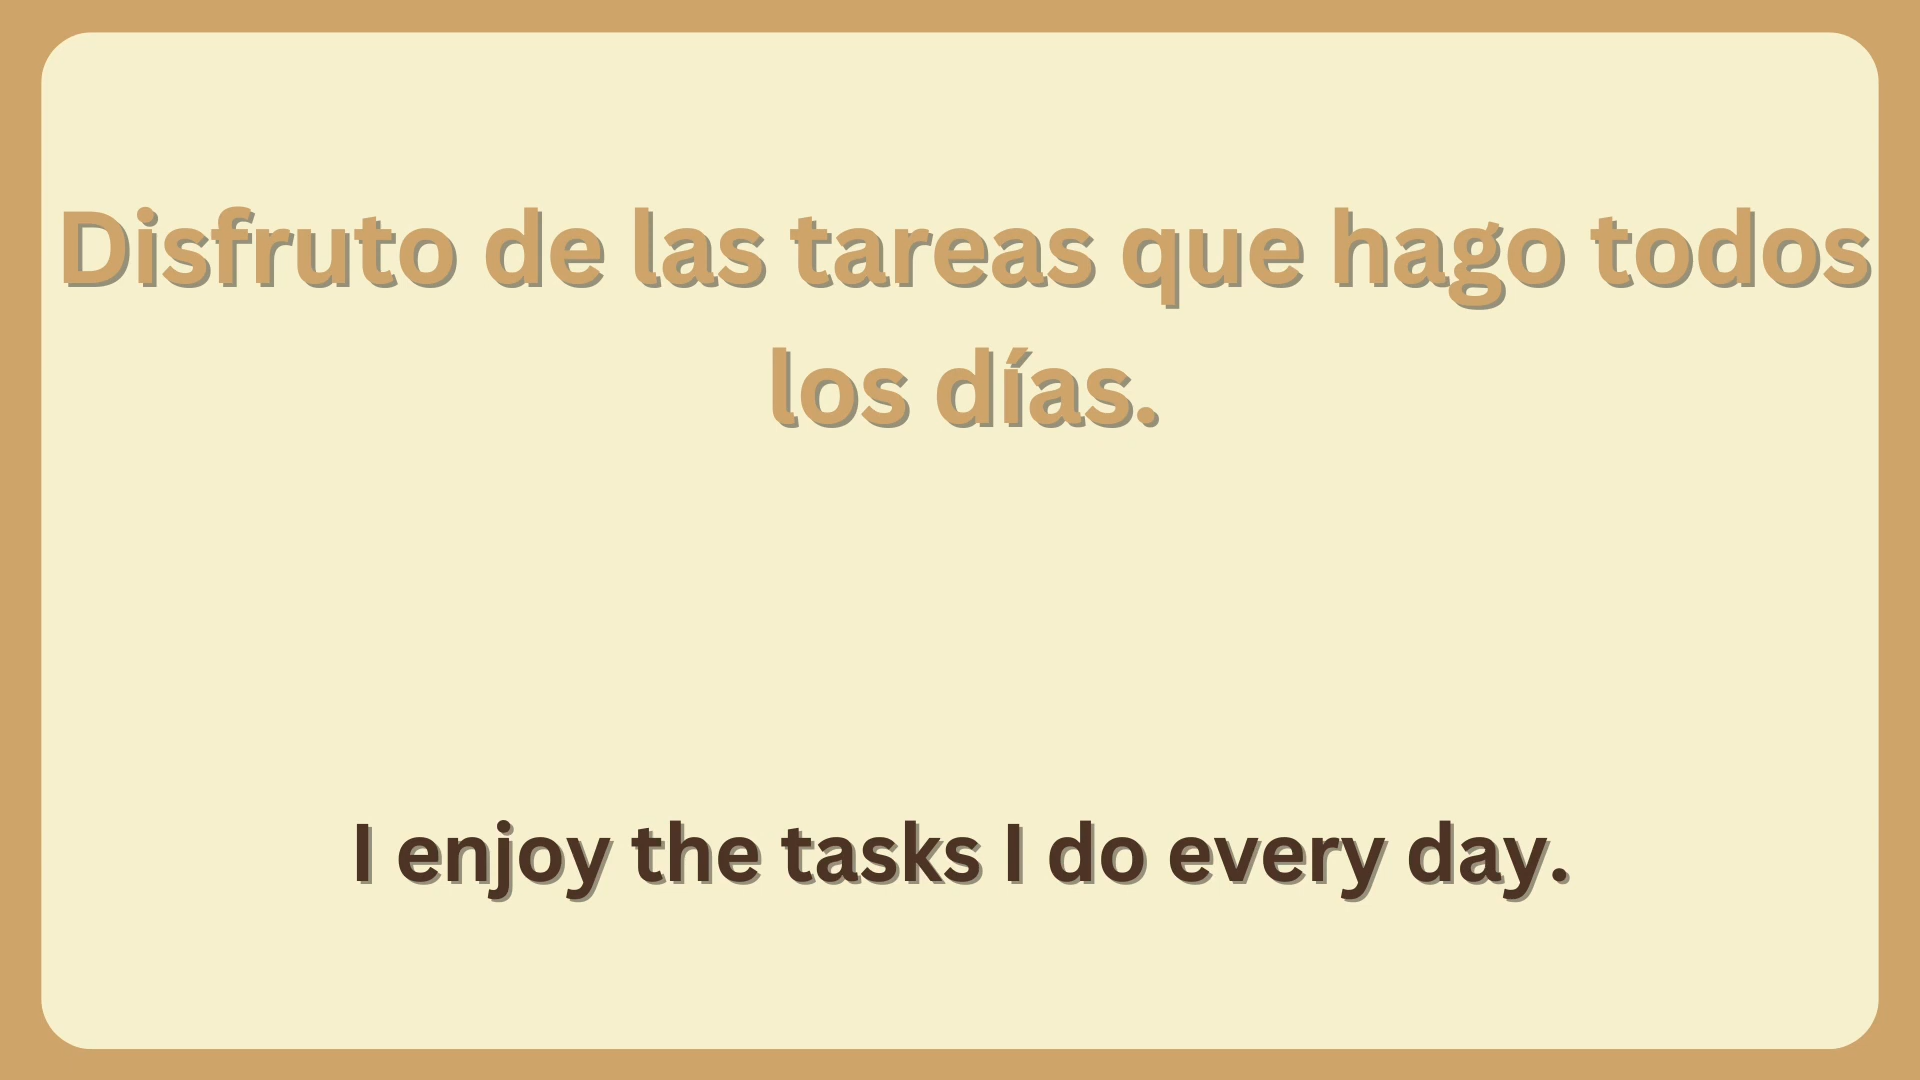 Disfruto de las tareas que hago todos
los días.
I enjoy the tasks I do every day.